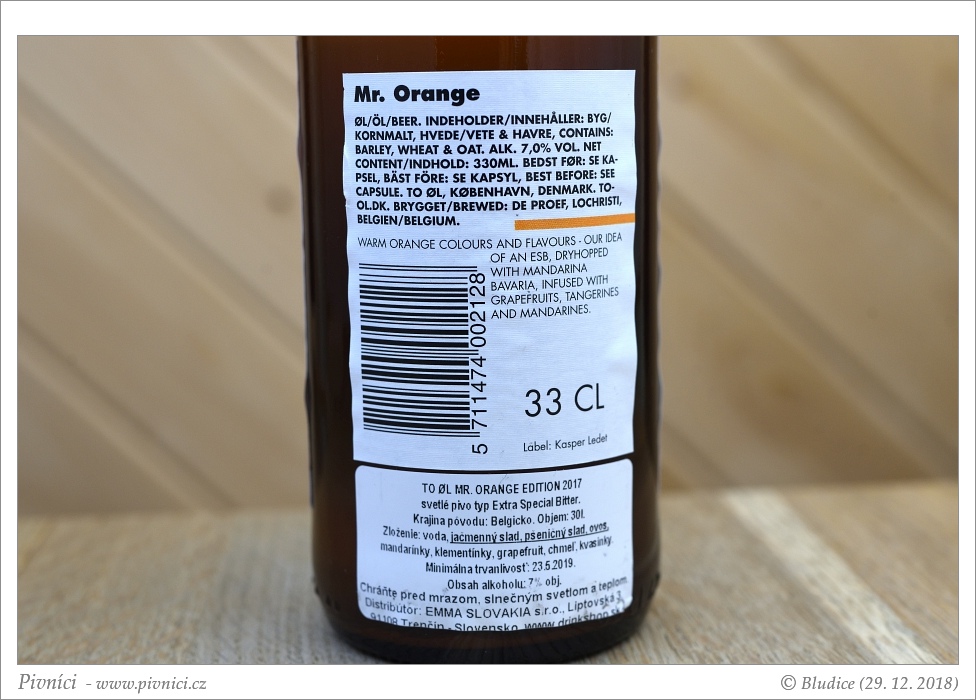 Mr. Orange
ØL/ÖL/BEER. INDEHOLDER/INNEHÅLLER: BYG/
KORNMALT, HVEDE/VETE & HAVRE, CONTAINS:
BARLEY, WHEAT & OAT. ALK. 7,0% VOL. NET
CONTENT/INDHOLD: 330ML. BEDST FØR: SE KA-
PSEL, BÄST FÖRE: SE KAPSYL, BEST BEFORE: SEE
CAPSULE. TO ØL, KØBENHAVN, DENMARK. TO-
OL.DK. BRYGGET/BREWED: DE PROEF, LOCHRISTI,
BELGIEN/BELGIUM.
WARM ORANGE COLOURS AND FLAVOURS - OUR IDEA
OF AN ESB, DRYHOPPED
WITH MANDARINA
BAVARIA, INFUSED WITH
GRAPEFRUITS, TANGERINES
AND MANDARINES.
5 711474 002128
33 CL
Label: Kasper Ledet
TO ØL MR. ORANGE EDITION 2017
svetlé pivo typ Extra Special Bitter.
Krajina pôvodu: Belgicko. Objem: 30l.
Zloženie: voda, jačmenný slad, pšeničný slad, ovos,
mandarínky, klementínky, grapefruit, chmeľ, kvasinky.
Minimálna trvanlivosť: 23.5.2019.
Obsah alkoholu: 7% obj.
Chráňte pred mrazom, slnečným svetlom a teplom.
Distribútor: EMMA SLOVAKIA s.r.o., Liptovská 3,
91108 Trenčín - Slovensko, www.drinkshop.sk
Pivníci - www.pivnici.cz
© Bludice (29. 12. 2018)